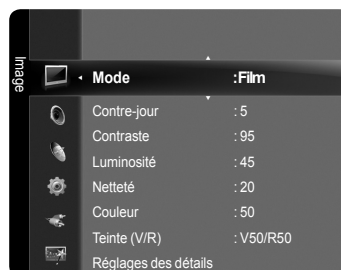 Image
Mode :Film
Contre-jour : 5
Contraste : 95
Luminosité : 45
Netteté : 20
Couleur : 50
Teinte (V/R) : V50/R50
Réglages des détails